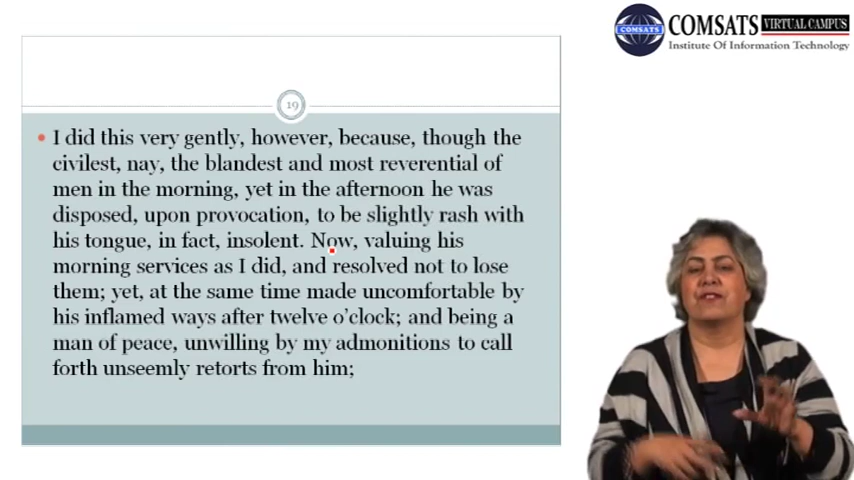 COMSATS VIRTUAL CAMPUS
COMSATS
Institute Of Information Technology
19
I did this very gently, however, because, though the
civilest, nay, the blandest and most reverential of
men in the morning, yet in the afternoon he was
disposed, upon provocation, to be slightly rash with
his tongue, in fact, insolent. Now, valuing his
morning services as I did, and resolved not to lose
them; yet, at the same time made uncomfortable by
his inflamed ways after twelve o'clock; and being a
man of peace, unwilling by my admonitions to call
forth unseemly retorts from him;